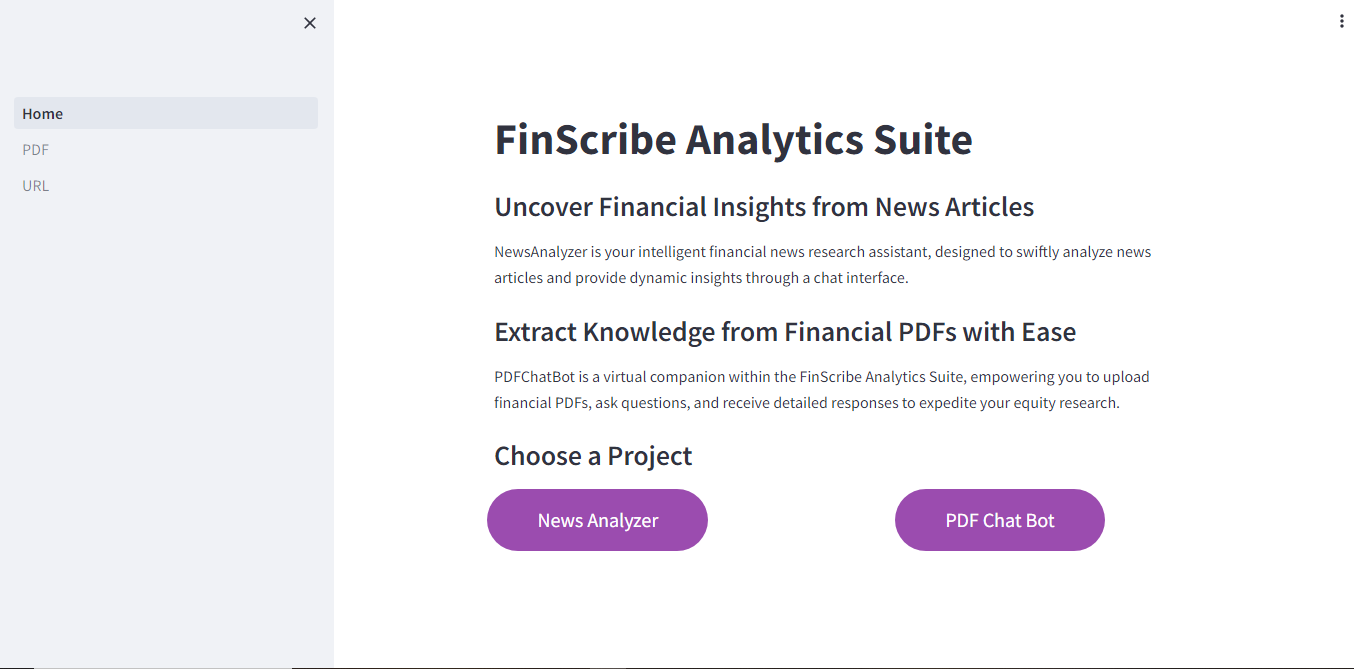 Home
PDF
URL
FinScribe Analytics Suite
Uncover Financial Insights from News Articles
NewsAnalyzer is your intelligent financial news research assistant, designed to swiftly analyze news
articles and provide dynamic insights through a chat interface.
Extract Knowledge from Financial PDFs with Ease
PDFChatBot is a virtual companion within the FinScribe Analytics Suite, empowering you to upload
financial PDFs, ask questions, and receive detailed responses to expedite your equity research.
Choose a Project
News Analyzer
PDF Chat Bot